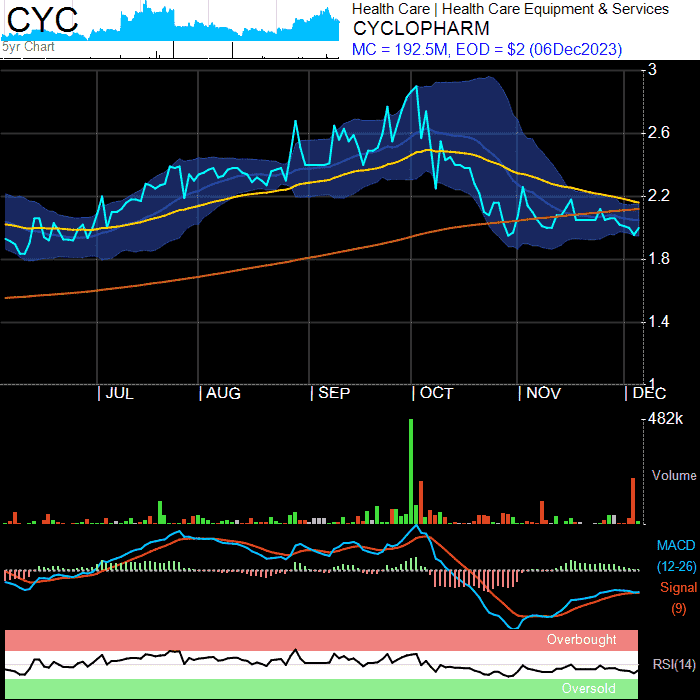 CYC
5yr Chart
Health Care | Health Care Equipment & Services
CYCLOPHARM
MC = 192.5M, EOD = $2 (06Dec2023)
3
2.6
2.2
1.8
1.4
1
| JUL | AUG | SEP | OCT | NOV | DEC
482k
Volume
MACD
(12-26)
Signal
(9)
Overbought
RSI(14)
Oversold